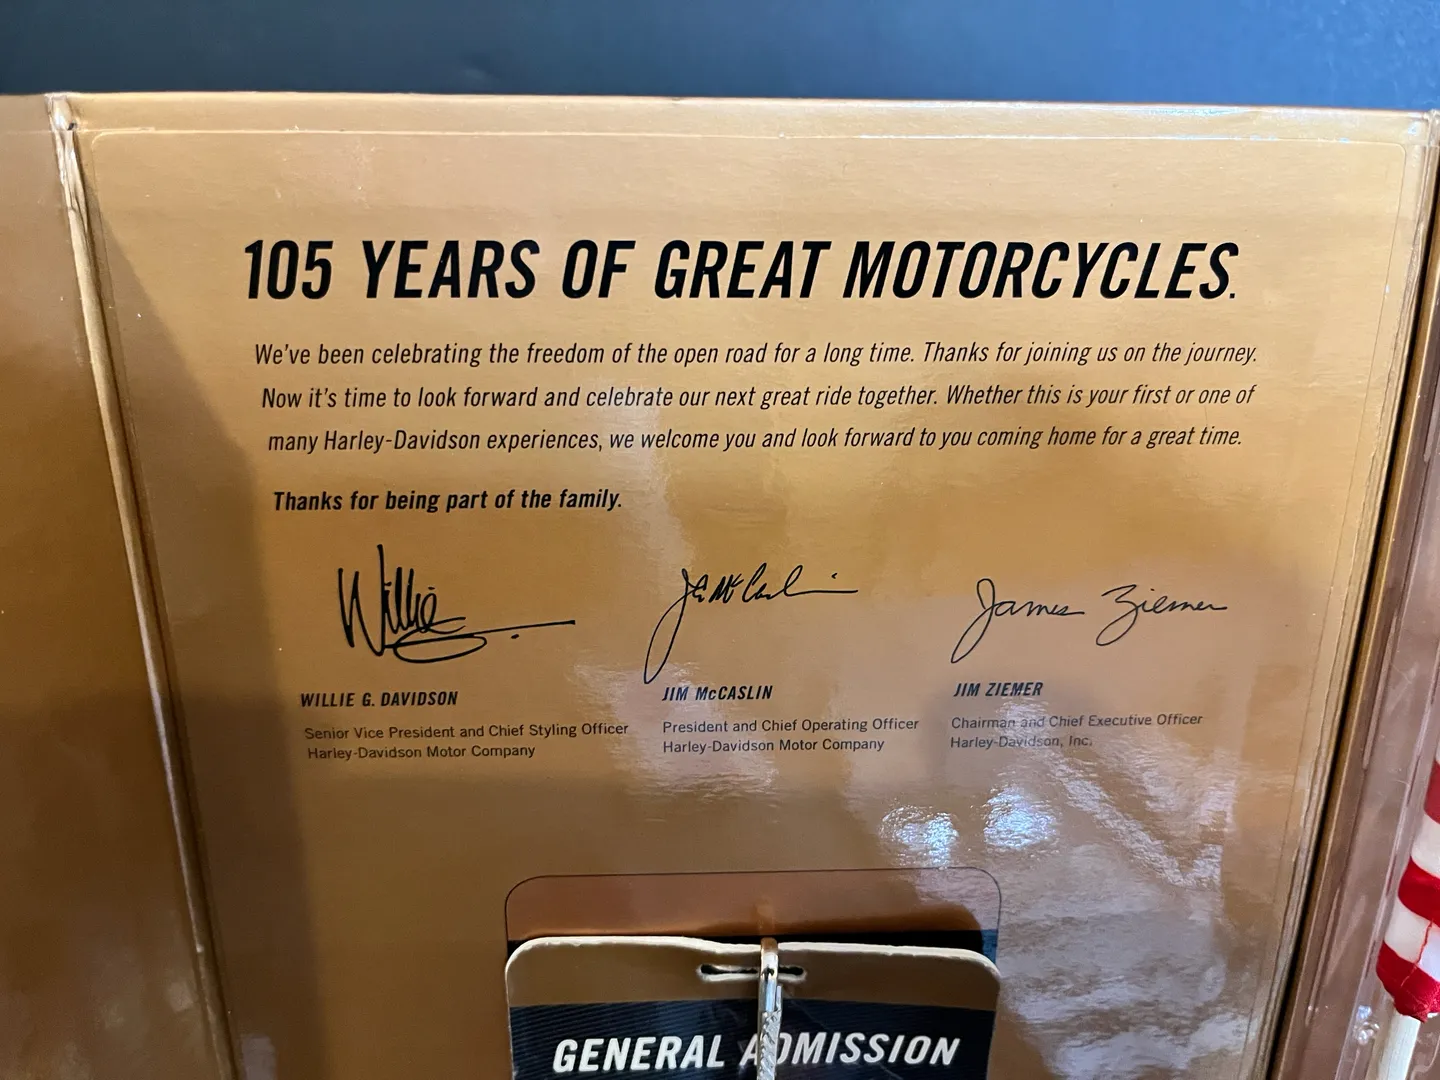 105 YEARS OF GREAT MOTORCYCLES.
We've been celebrating the freedom of the open road for a long time. Thanks for joining us on the journey.
Now it's time to look forward and celebrate our next great ride together. Whether this is your first or one of
many Harley-Davidson experiences, we welcome you and look forward to you coming home for a great time.
Thanks for being part of the family.
Willie G.
J A McCaslin
James Ziemer
WILLIE G. DAVIDSON
Senior Vice President and Chief Styling Officer
Harley-Davidson Motor Company
JIM McCASLIN
President and Chief Operating Officer
Harley-Davidson Motor Company
JIM ZIEMER
Chairman and Chief Executive Officer
Harley-Davidson, Inc.
GENERAL ADMISSION